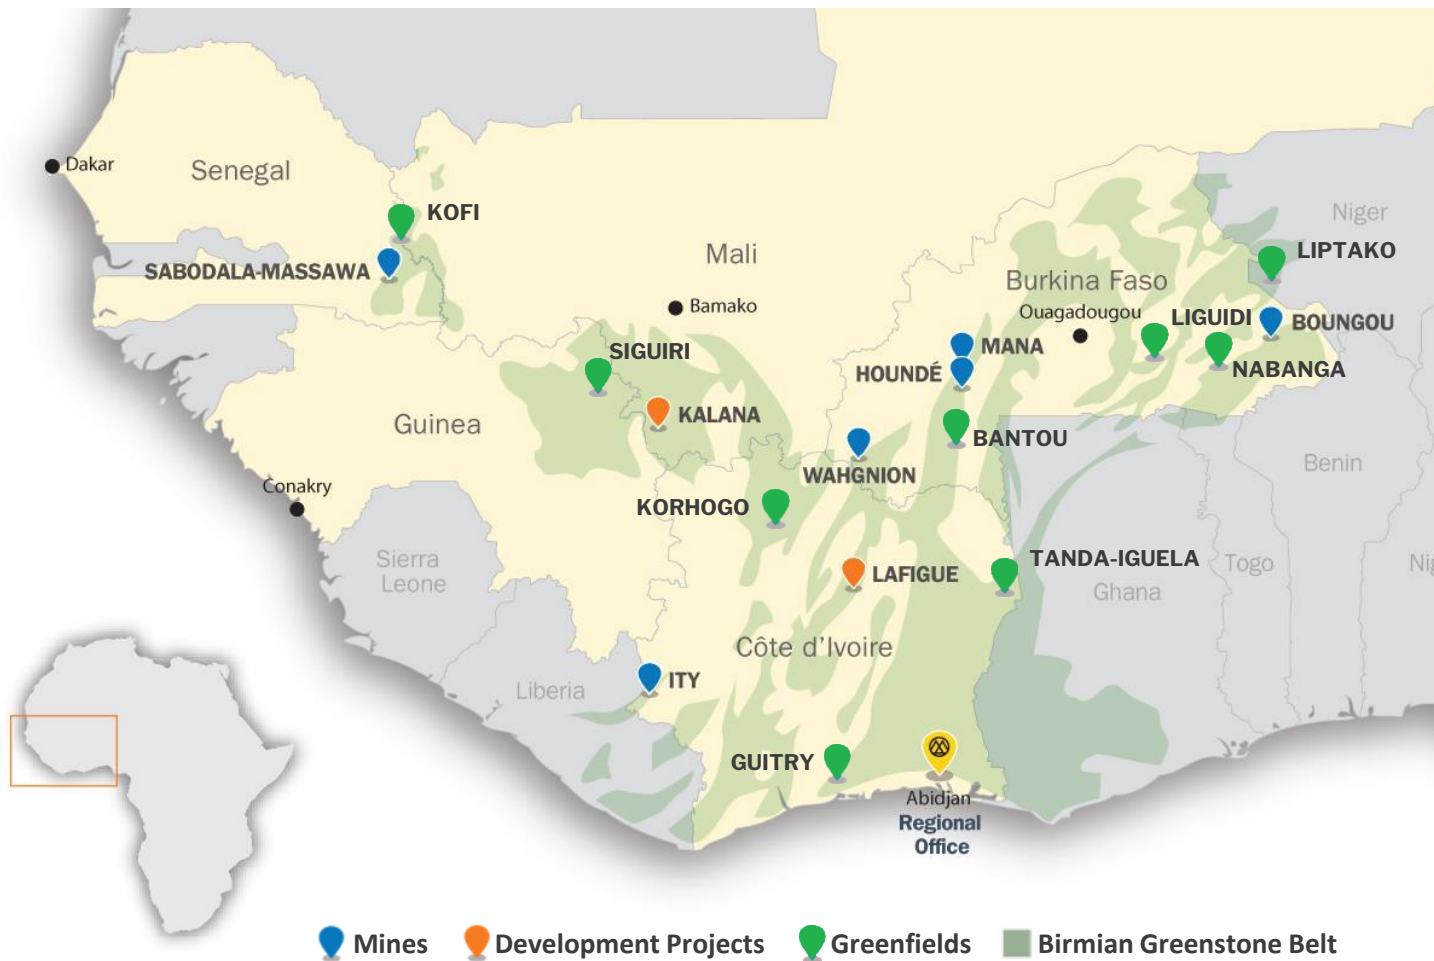 Dakar
Senegal
KOFI
SABODALA-MASSAWA
Mali
Niger
LIPTAKO
Burkina Faso
Ouagadougou
Bamako
LIGUIDI
BOUNGOU
MANA
NABANGA
SIGUIRI
HOUNDÉ
KALANA
Guinea
BANTOU
WAHGNION
Benin
Conakry
KORHOGO
Sierra
Leone
LAFIGUE
TANDA-IGUELA
Ghana
Togo
Nig
Côte d'Ivoire
ITY
Liberia
GUITRY
Abidjan
Regional
Office
Mines
Development Projects
Greenfields
Birmian Greenstone Belt